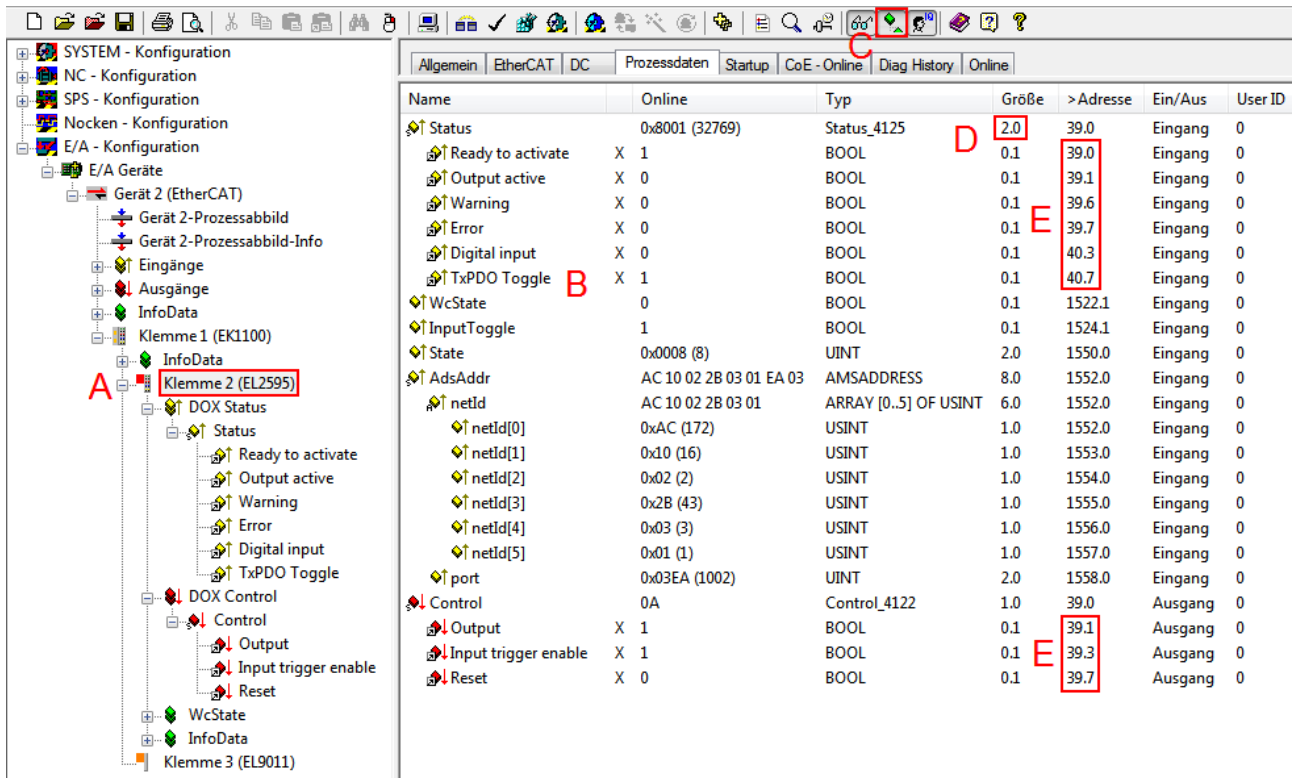 SYSTEM - Konfiguration
NC - Konfiguration
SPS - Konfiguration
Nocken - Konfiguration
E/A - Konfiguration
E/A Geräte
Gerät 2 (EtherCAT)
Gerät 2-Prozessabbild
Gerät 2-Prozessabbild-Info
Eingänge
Ausgänge
InfoData
Klemme 1 (EK1100)
InfoData
A
Klemme 2 (EL2595)
DOX Status
Status
Ready to activate
Output active
Warning
Error
Digital input
TxPDO Toggle
DOX Control
Control
Output
Input trigger enable
Reset
WcState
InfoData
Klemme 3 (EL9011)
C
Allgemein EtherCAT DC Prozessdaten Startup CoE - Online Diag History Online
Name Online Typ Größe >Adresse Ein/Aus User ID
Status 0x8001 (32769) Status_4125 D 2.0 39.0 Eingang 0
Ready to activate X 1 BOOL 0.1 39.0 Eingang 0
Output active X 0 BOOL 0.1 39.1 Eingang 0
Warning X 0 BOOL 0.1 39.6 Eingang 0
E
Error X 0 BOOL 0.1 39.7 Eingang 0
Digital input X 0 BOOL 0.1 40.3 Eingang 0
TxPDO Toggle B X 1 BOOL 0.1 40.7 Eingang 0
WcState 0 BOOL 0.1 1522.1 Eingang 0
InputToggle 1 BOOL 0.1 1524.1 Eingang 0
State 0x0008 (8) UINT 2.0 1550.0 Eingang 0
AdsAddr AC 10 02 2B 03 01 EA 03 AMSADDRESS 8.0 1552.0 Eingang 0
netId AC 10 02 2B 03 01 ARRAY [0..5] OF USINT 6.0 1552.0 Eingang 0
netId[0] 0xAC (172) USINT 1.0 1552.0 Eingang 0
netId[1] 0x10 (16) USINT 1.0 1553.0 Eingang 0
netId[2] 0x02 (2) USINT 1.0 1554.0 Eingang 0
netId[3] 0x2B (43) USINT 1.0 1555.0 Eingang 0
netId[4] 0x03 (3) USINT 1.0 1556.0 Eingang 0
netId[5] 0x01 (1) USINT 1.0 1557.0 Eingang 0
port 0x03EA (1002) UINT 2.0 1558.0 Eingang 0
Control 0A Control_4122 1.0 39.0 Ausgang 0
Output X 1 BOOL 0.1 39.1 Ausgang 0
Input trigger enable X 1 BOOL 0.1 E 39.3 Ausgang 0
Reset X 0 BOOL 0.1 39.7 Ausgang 0